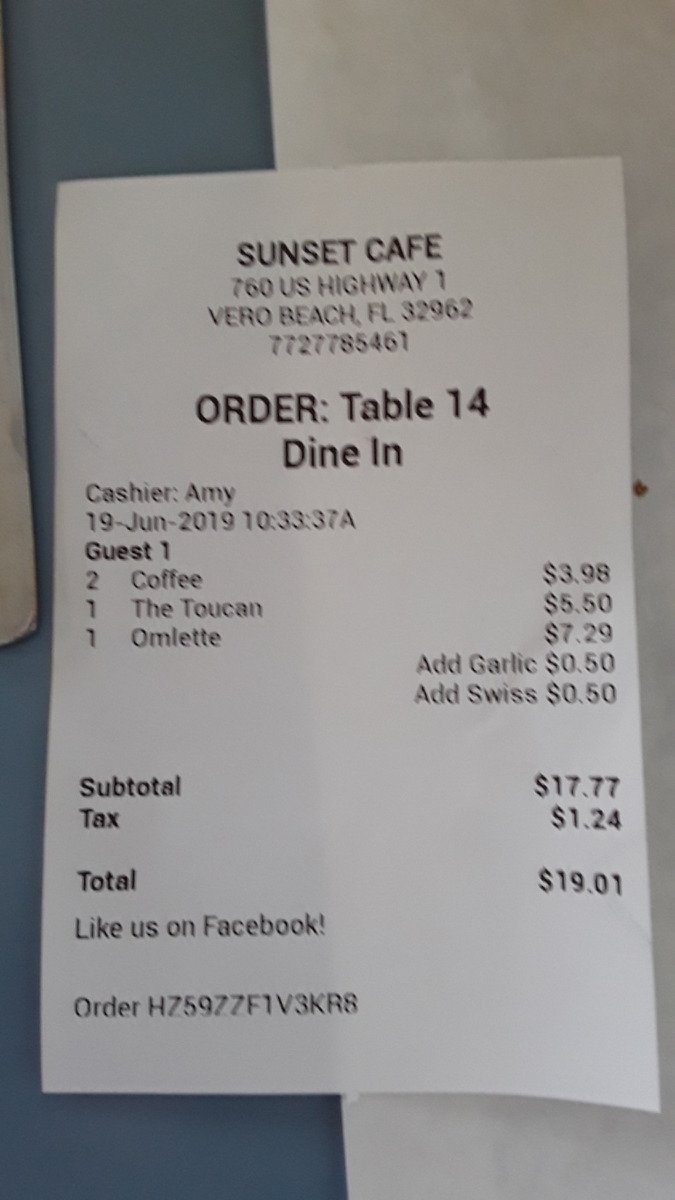 SUNSET CAFE
760 US HIGHWAY 1
VERO BEACH, FL 32962
7727785461
ORDER: Table 14
Dine In
Cashier: Amy
19-Jun-2019 10:33:37A
Guest 1
2 Coffee $3.98
1 The Toucan $5.50
1 Omlette $7.29
Add Garlic $0.50
Add Swiss $0.50
Subtotal $17.77
Tax $1.24
Total $19.01
Like us on Facebook!
Order HZ59ZZF1V3KR8